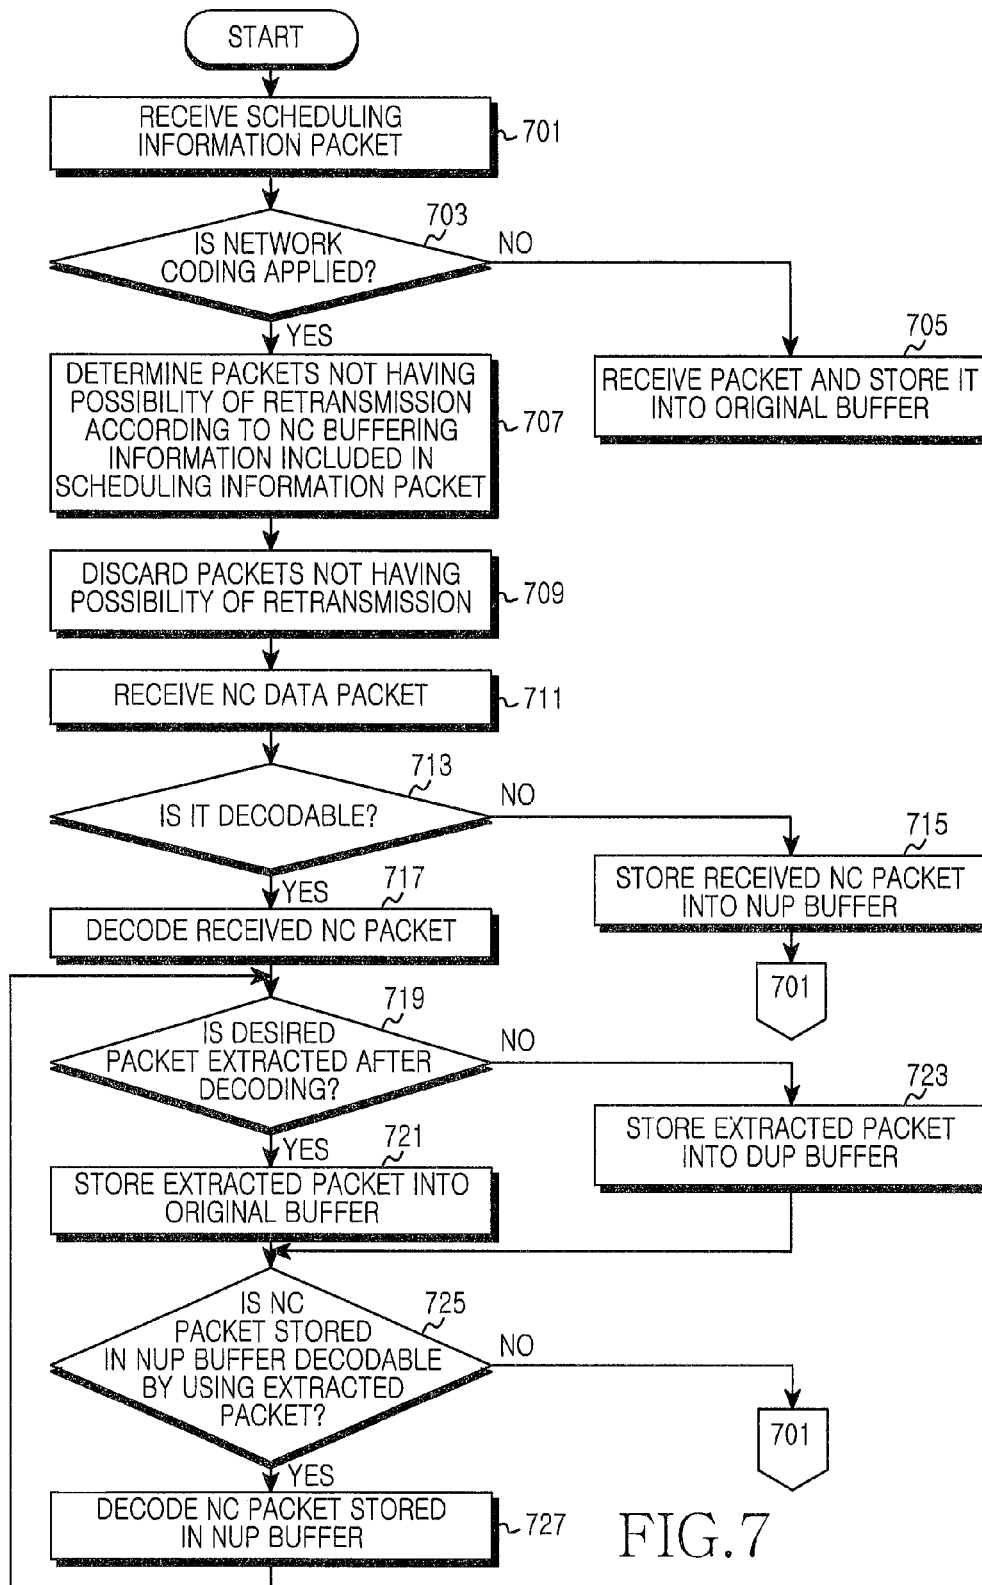 START
RECEIVE SCHEDULING
INFORMATION PACKET
701
703
IS NETWORK
CODING APPLIED?
NO
YES
705
RECEIVE PACKET AND STORE IT
INTO ORIGINAL BUFFER
DETERMINE PACKETS NOT HAVING
POSSIBILITY OF RETRANSMISSION
ACCORDING TO NC BUFFERING
INFORMATION INCLUDED IN
SCHEDULING INFORMATION PACKET
707
DISCARD PACKETS NOT HAVING
POSSIBILITY OF RETRANSMISSION
709
RECEIVE NC DATA PACKET
711
713
IS IT DECODABLE?
NO
YES
715
STORE RECEIVED NC PACKET
INTO NUP BUFFER
701
717
DECODE RECEIVED NC PACKET
719
IS DESIRED
PACKET EXTRACTED AFTER
DECODING?
NO
YES
723
STORE EXTRACTED PACKET
INTO DUP BUFFER
721
STORE EXTRACTED PACKET INTO
ORIGINAL BUFFER
725
IS NC
PACKET STORED
IN NUP BUFFER DECODABLE
BY USING EXTRACTED
PACKET?
NO
YES
701
DECODE NC PACKET STORED
IN NUP BUFFER
727
FIG.7